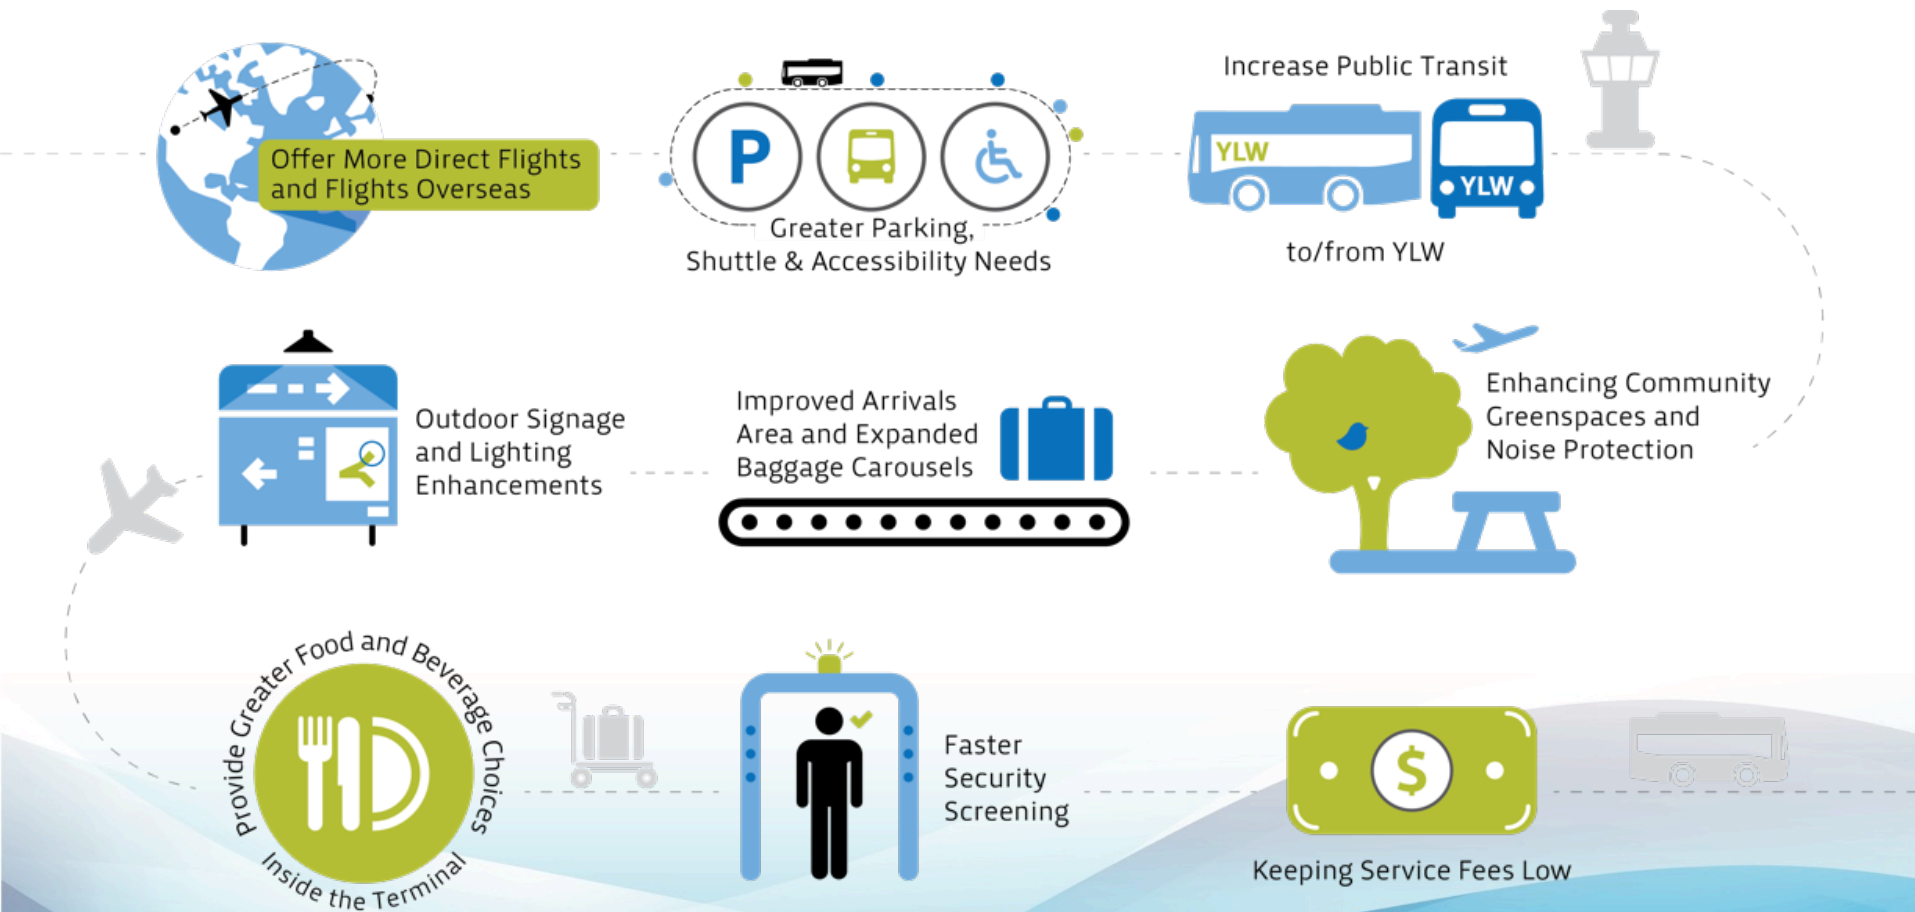 Offer More Direct Flights
and Flights Overseas
P
Greater Parking,
Shuttle & Accessibility Needs
Increase Public Transit
YLW
YLW
to/from YLW
Outdoor Signage
and Lighting
Enhancements
Improved Arrivals
Area and Expanded
Baggage Carousels
Enhancing Community
Greenspaces and
Noise Protection
Provide Greater Food and Beverage Choices
Inside the Terminal
Faster
Security
Screening
$
Keeping Service Fees Low